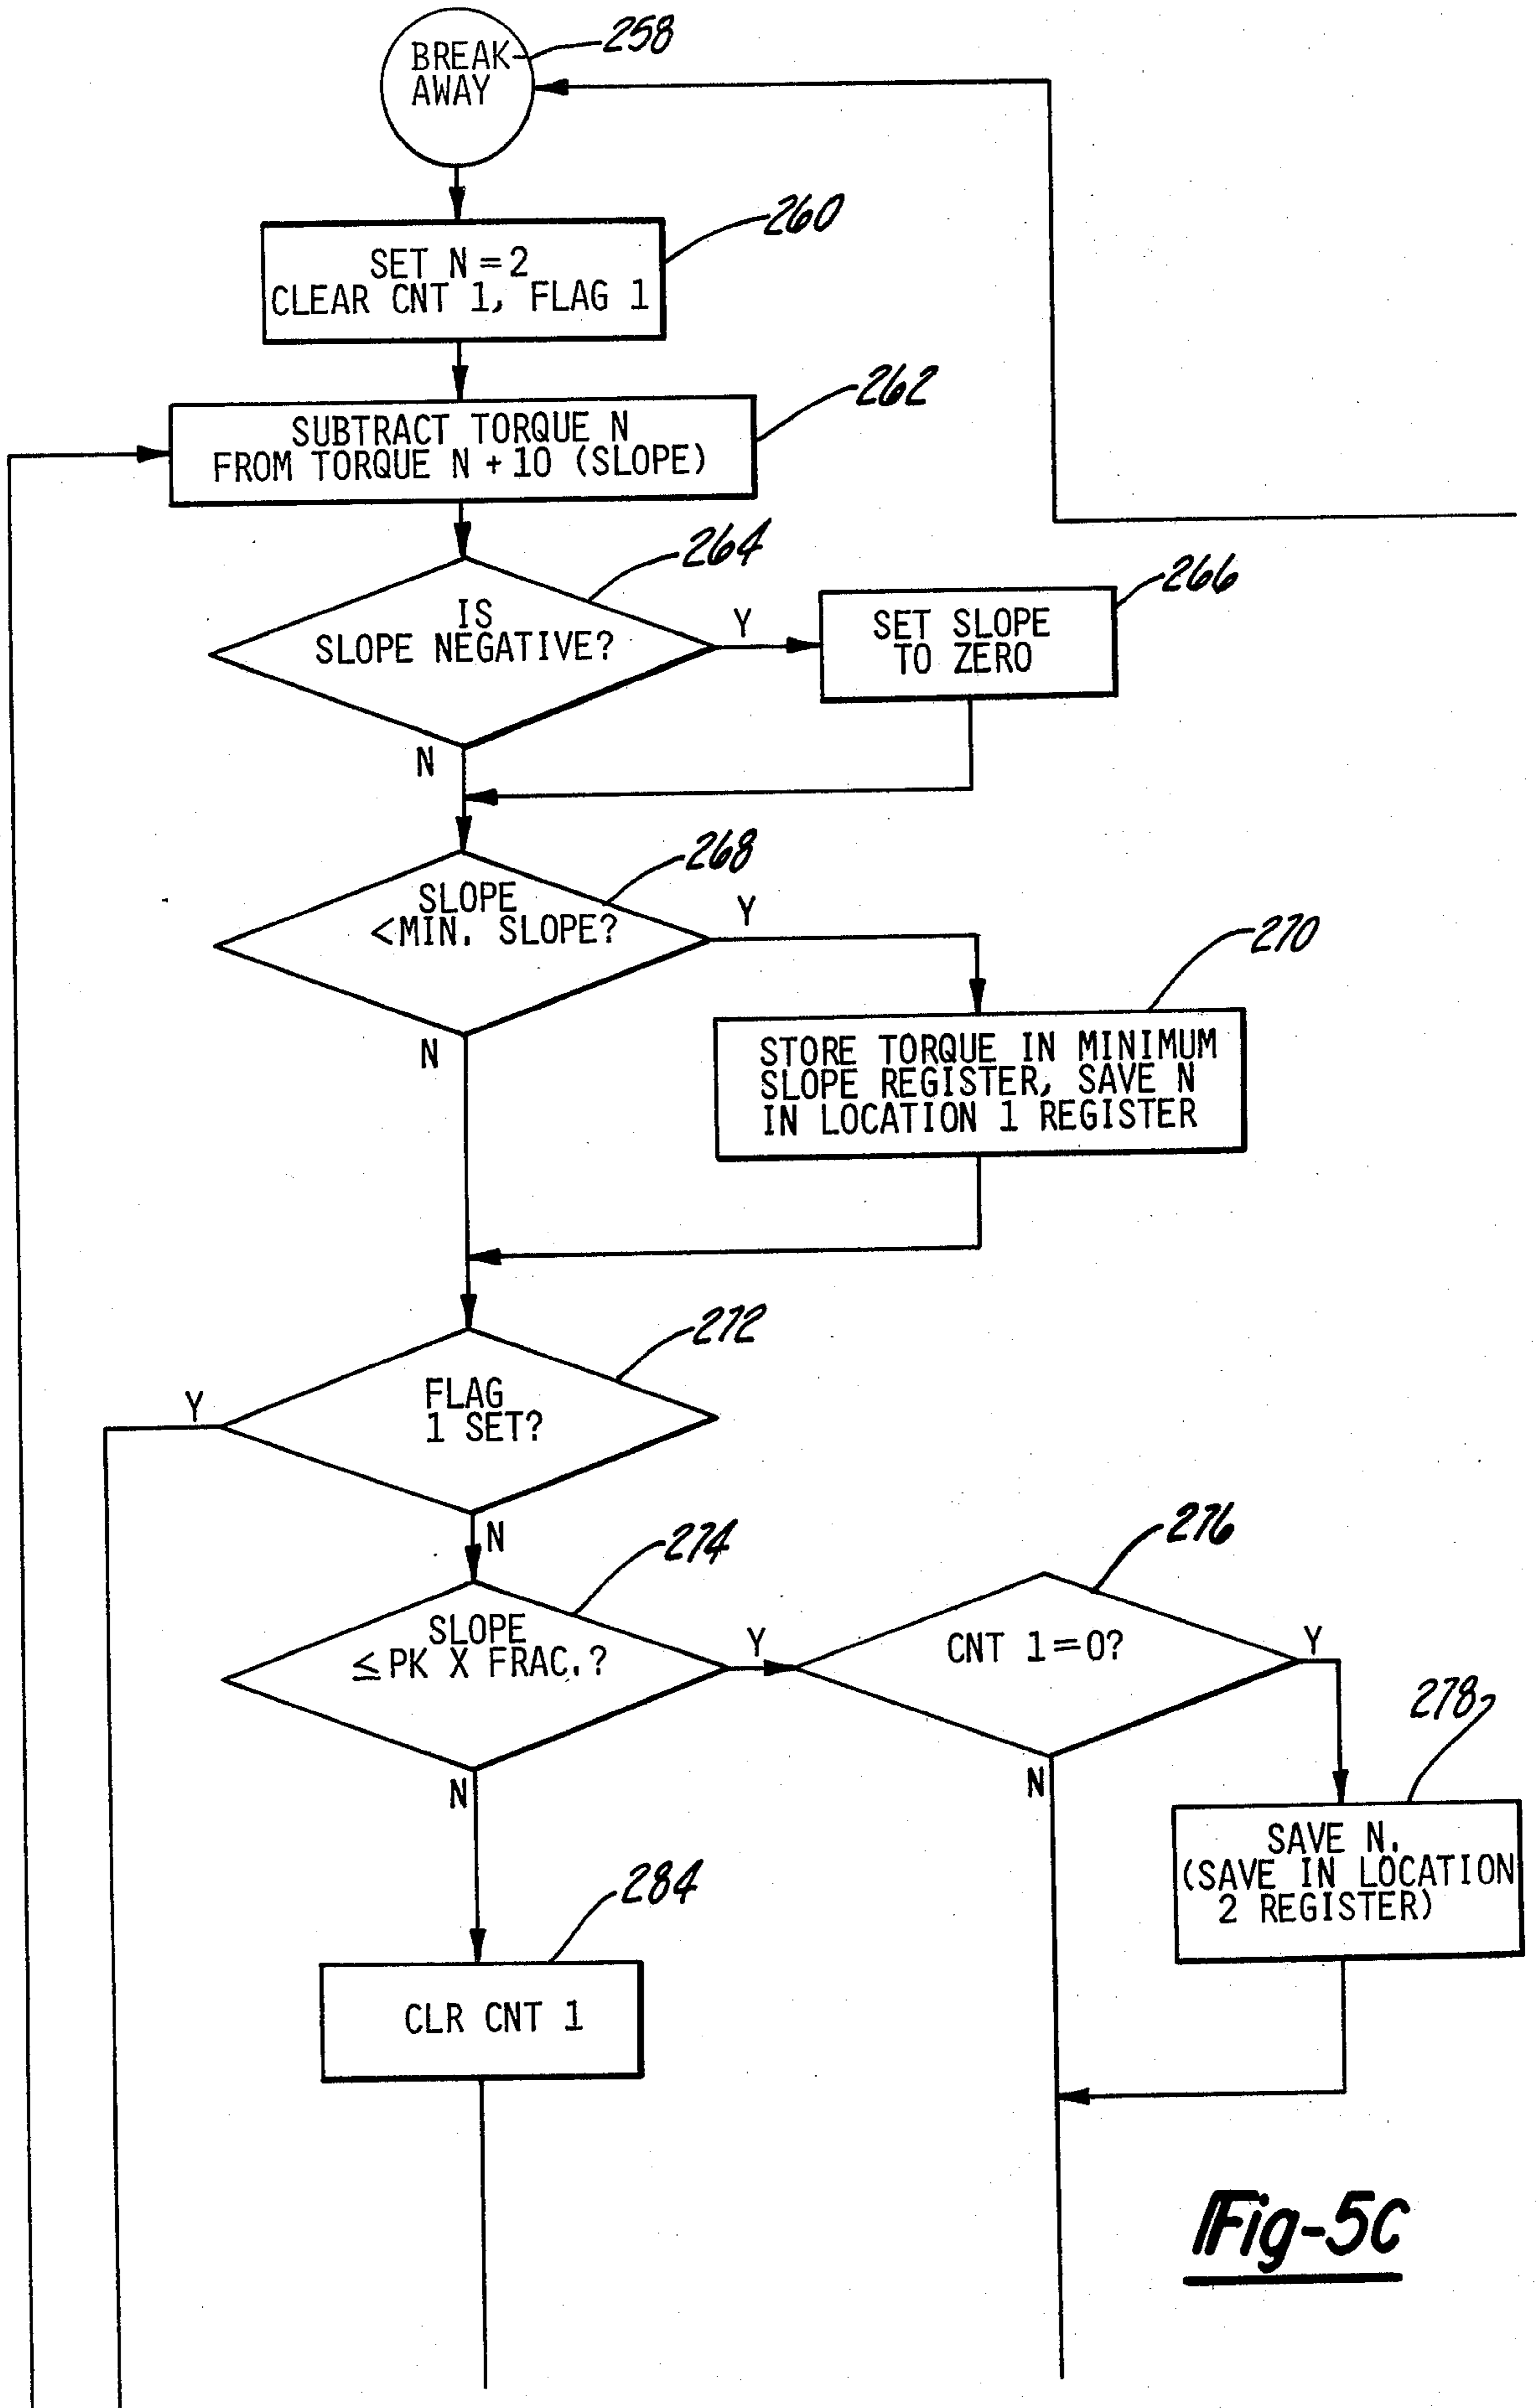 BREAK-
AWAY
258
SET N=2
CLEAR CNT 1, FLAG 1
260
SUBTRACT TORQUE N
FROM TORQUE N+10 (SLOPE)
262
IS
SLOPE NEGATIVE?
264
Y
N
SET SLOPE
TO ZERO
266
SLOPE
<MIN. SLOPE?
268
Y
N
STORE TORQUE IN MINIMUM
SLOPE REGISTER, SAVE N
IN LOCATION 1 REGISTER
270
FLAG
1 SET?
272
Y
N
SLOPE
≤PK X FRAC.?
274
Y
N
CNT 1=0?
276
Y
N
SAVE N.
(SAVE IN LOCATION
2 REGISTER)
278
CLR CNT 1
284
Fig-5C